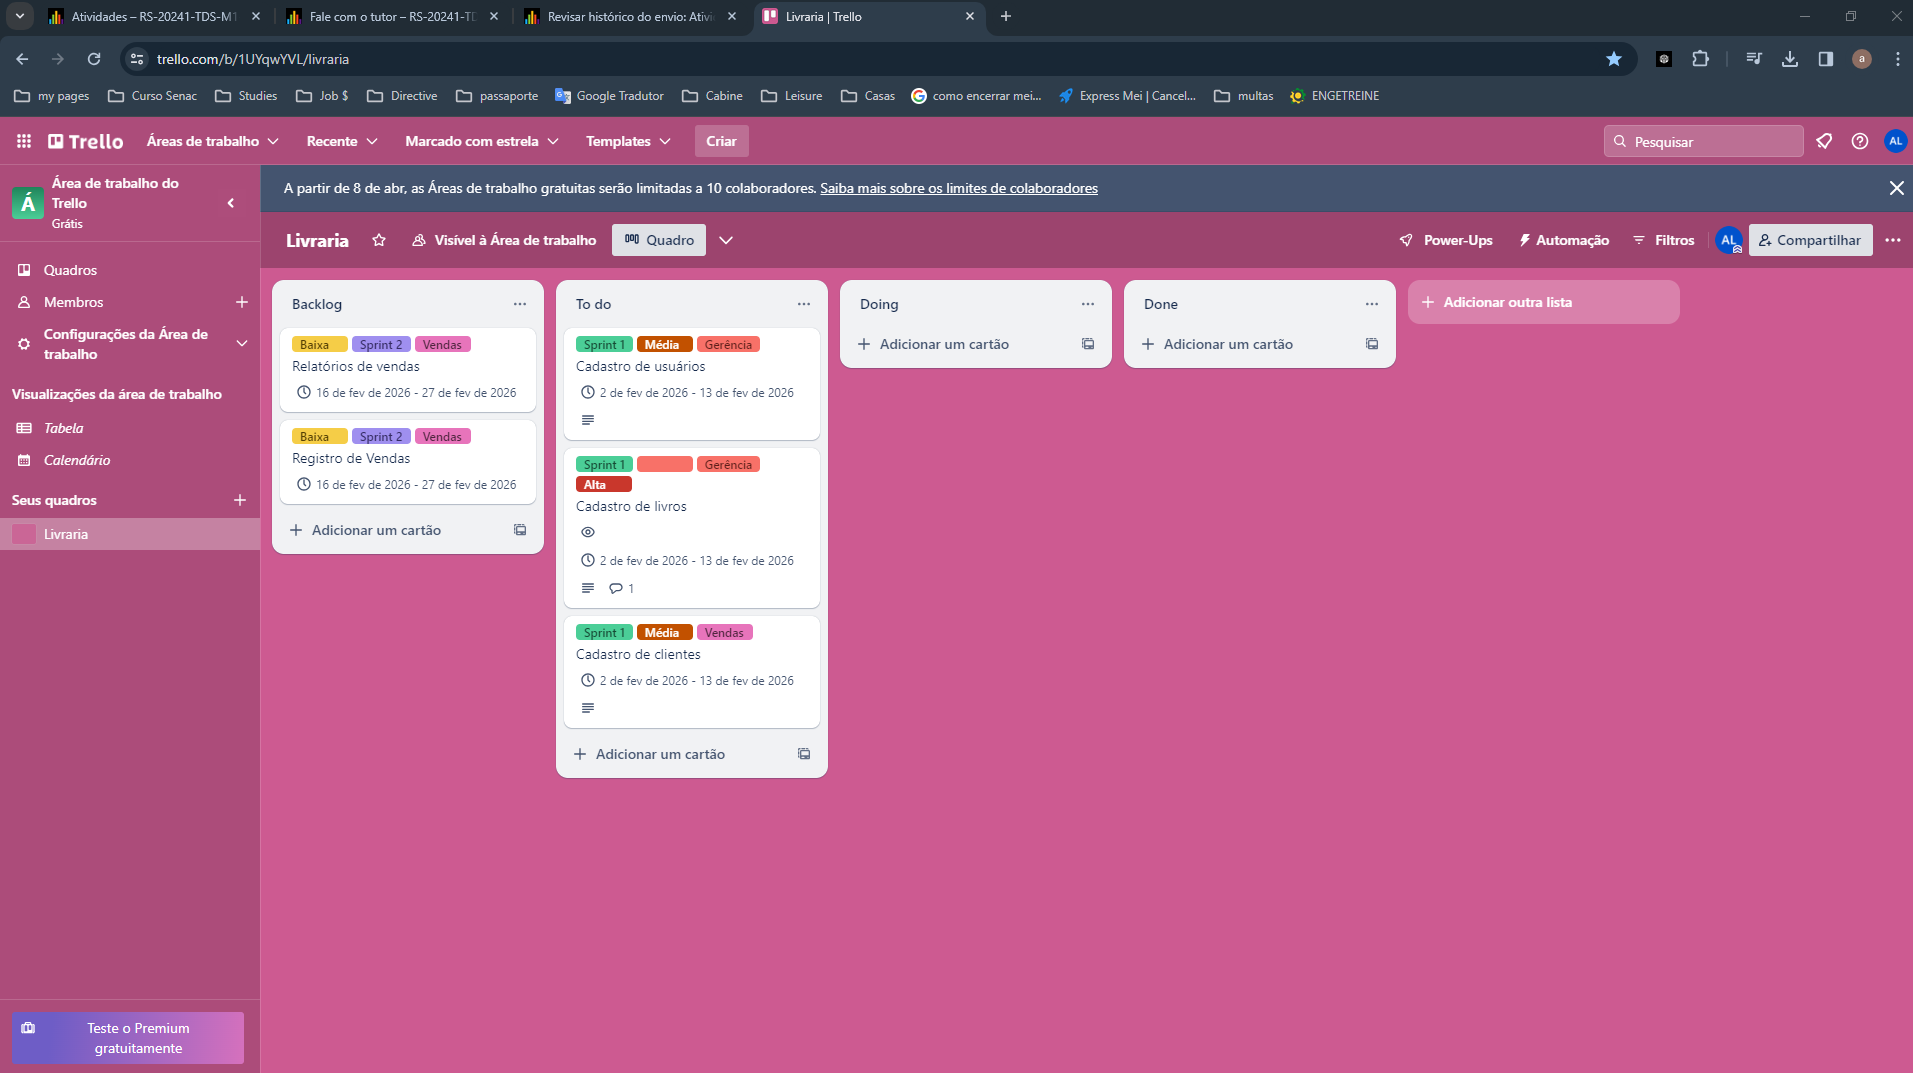 Atividades – RS-20241-TDS-M1
Fale com o tutor – RS-20241-TD
Revisar histórico do envio: Ativi
Livraria | Trello
trello.com/b/1UYqwYVL/livraria
a
my pages
Curso Senac
Studies
Job $
Directive
passaporte
Google Tradutor
Cabine
Leisure
Casas
como encerrar mei...
Express Mei | Cancel...
multas
ENGETREINE
Trello
Áreas de trabalho
Recente
Marcado com estrela
Templates
Criar
Pesquisar
AL
Á
Área de trabalho do
Trello
Grátis
A partir de 8 de abr, as Áreas de trabalho gratuitas serão limitadas a 10 colaboradores. Saiba mais sobre os limites de colaboradores
Livraria
Visível à Área de trabalho
Quadro
Power-Ups
Automação
Filtros
AL
Compartilhar
Quadros
Membros
Configurações da Área de
trabalho
Visualizações da área de trabalho
Tabela
Calendário
Seus quadros
Livraria
Teste o Premium
gratuitamente
Backlog
Baixa
Sprint 2
Vendas
Relatórios de vendas
16 de fev de 2026 - 27 de fev de 2026
Baixa
Sprint 2
Vendas
Registro de Vendas
16 de fev de 2026 - 27 de fev de 2026
Adicionar um cartão
To do
Sprint 1
Média
Gerência
Cadastro de usuários
2 de fev de 2026 - 13 de fev de 2026
Sprint 1
Gerência
Alta
Cadastro de livros
2 de fev de 2026 - 13 de fev de 2026
1
Sprint 1
Média
Vendas
Cadastro de clientes
2 de fev de 2026 - 13 de fev de 2026
Adicionar um cartão
Doing
Adicionar um cartão
Done
Adicionar um cartão
Adicionar outra lista